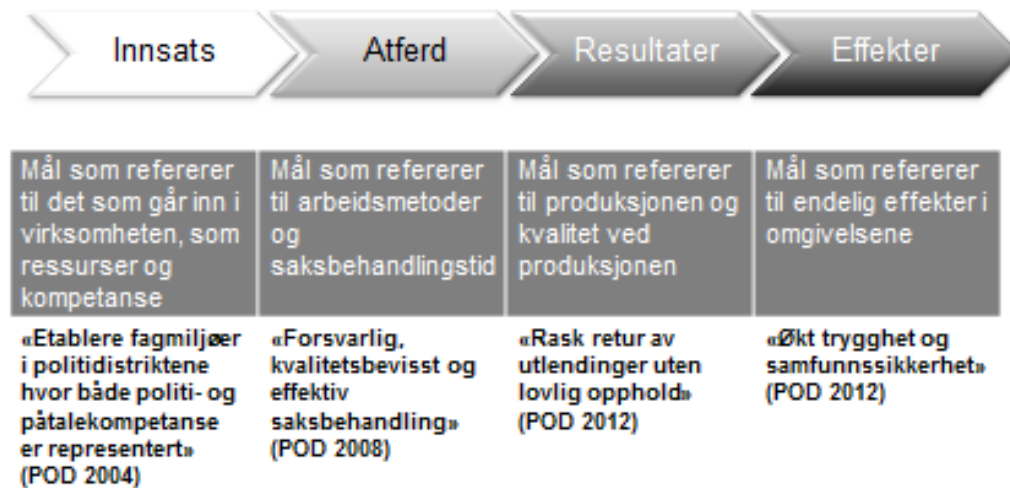 Innsats
Atferd
Resultater
Effekter
Mål som refererer
til det som går inn i
virksomheten, som
ressurser og
kompetanse
Mål som refererer
til arbeidsmetoder
og
saksbehandlingstid
Mål som refererer
til produksjonen og
kvalitet ved
produksjonen
Mål som refererer
til endelig effekter i
omgivelsene
«Etablere fagmiljøer
i politidistriktene
hvor både politi- og
påtalekompetanse
er representert»
(POD 2004)
«Forsvarlig,
kvalitetsbevisst og
effektiv
saksbehandling»
(POD 2008)
«Rask retur av
utlendinger uten
lovlig opphold»
(POD 2012)
«Økt trygghet og
samfunnssikkerhet»
(POD 2012)